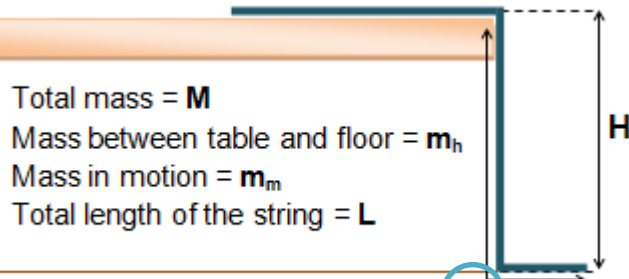 Total mass = M
Mass between table and floor = mₕ
Mass in motion = mₘ
Total length of the string = L
H